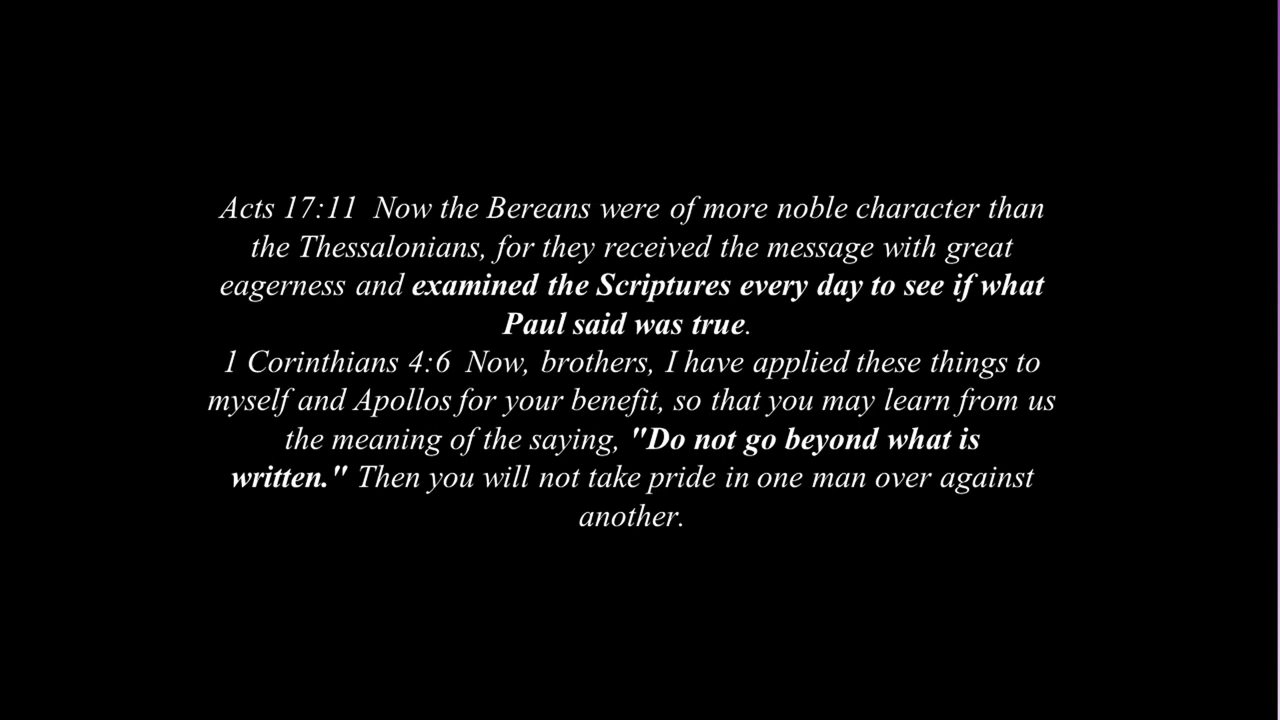 Acts 17:11  Now the Bereans were of more noble character than
the Thessalonians, for they received the message with great
eagerness and examined the Scriptures every day to see if what
Paul said was true.
1 Corinthians 4:6  Now, brothers, I have applied these things to
myself and Apollos for your benefit, so that you may learn from us
the meaning of the saying, "Do not go beyond what is
written." Then you will not take pride in one man over against
another.